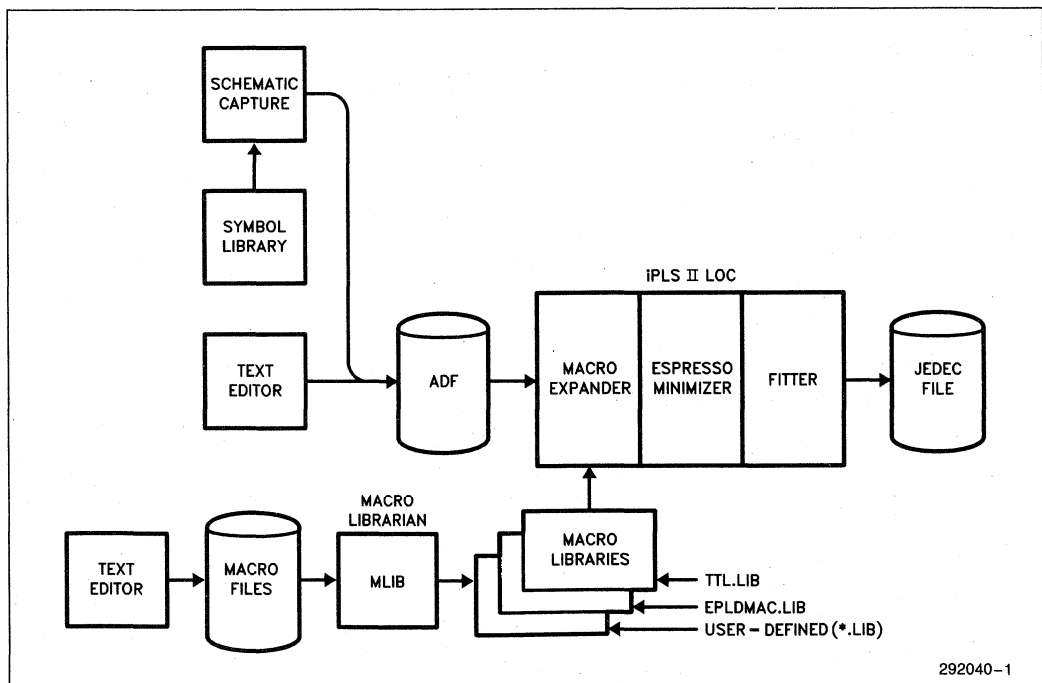 SCHEMATIC
CAPTURE
SYMBOL
LIBRARY
iPLS II LOC
TEXT
EDITOR
ADF
MACRO
EXPANDER
ESPRESSO
MINIMIZER
FITTER
JEDEC
FILE
MACRO
LIBRARIAN
TEXT
EDITOR
MACRO
FILES
MLIB
MACRO
LIBRARIES
TTL.LIB
EPLDMAC.LIB
USER-DEFINED (*.LIB)
292040-1